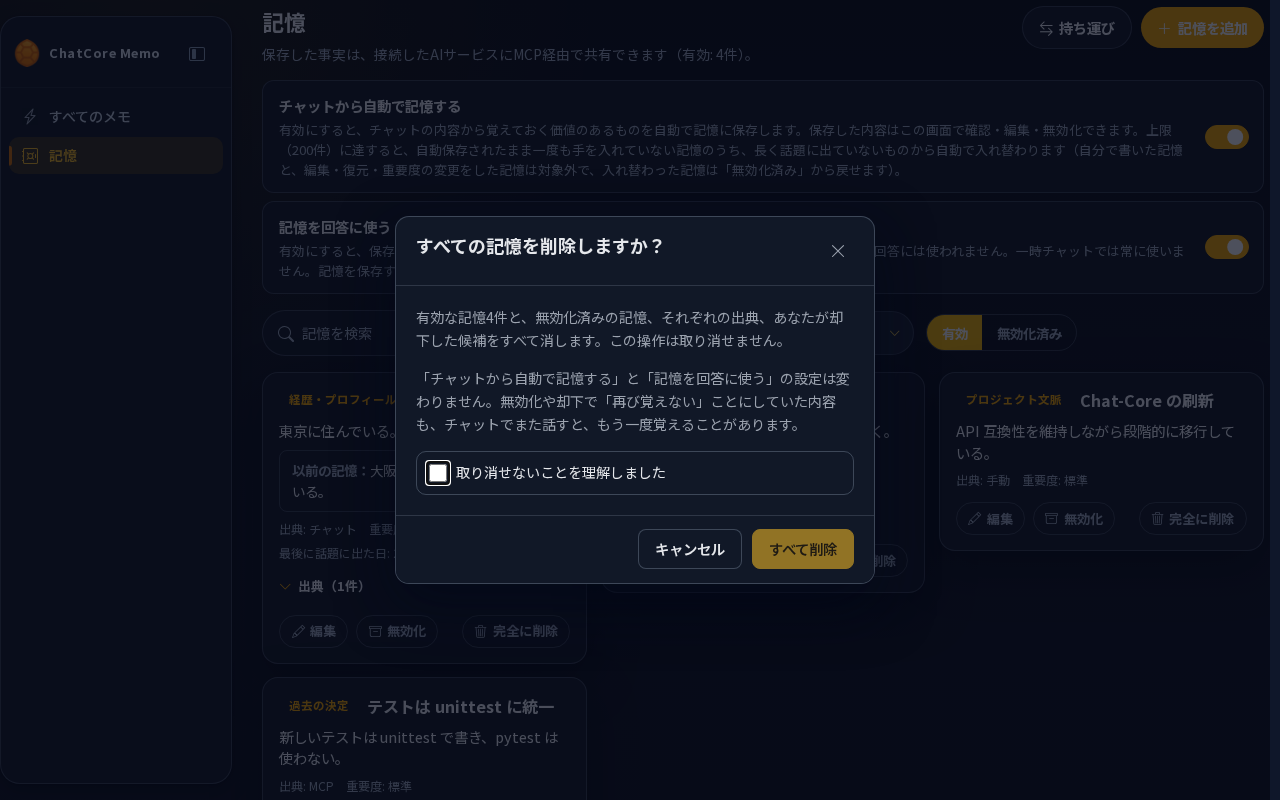 ChatCore Memo
すべてのメモ
記憶
記憶
保存した事実は、接続したAIサービスにMCP経由で共有できます（有効: 4件）。
持ち運び
記憶を追加
チャットから自動で記憶する
有効にすると、チャットの内容から覚えておく価値のあるものを自動で記憶に保存します。保存した内容はこの画面で確認・編集・無効化できます。上限
（200件）に達すると、自動保存されたまま一度も手を入れていない記憶のうち、長く話題に出ていないものから自動で入れ替わります（自分で書いた記憶
と、編集・復元・重要度の変更をした記憶は対象外で、入れ替わった記憶は「無効化済み」から戻せます）。
記憶を回答に使う
有効にすると、保存
回答には使われません。一時チャットでは常に使いま
せん。記憶を保存す
記憶を検索
有効
無効化済み
すべての記憶を削除しますか？
有効な記憶4件と、無効化済みの記憶、それぞれの出典、あなたが却
下した候補をすべて消します。この操作は取り消せません。
「チャットから自動で記憶する」と「記憶を回答に使う」の設定は変
わりません。無効化や却下で「再び覚えない」ことにしていた内容
も、チャットでまた話すと、もう一度覚えることがあります。
取り消せないことを理解しました
キャンセル
すべて削除
経歴・プロフィール
東京に住んでいる。
以前の記憶：大阪
いる。
出典: チャット 重要
最後に話題に出た日:
出典（1件）
編集
無効化
完全に削除
く。
削除
プロジェクト文脈
Chat-Core の刷新
API 互換性を維持しながら段階的に移行して
いる。
出典: 手動 重要度: 標準
編集
無効化
完全に削除
過去の決定
テストは unittest に統一
新しいテストは unittest で書き、pytest は
使わない。
出典: MCP 重要度: 標準